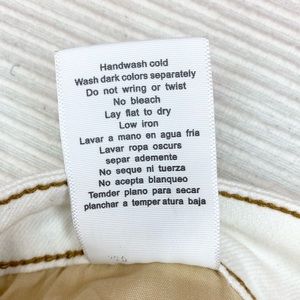 Handwash cold
Wash dark colors separately
Do not wring or twist
No bleach
Lay flat to dry
Low iron
Lavar a mano en agua fria
Lavar ropa oscurs
separ ademente
No seque ni tuerza
No acepta blanqueo
Temder plano para secar
planchar a temper atura baja